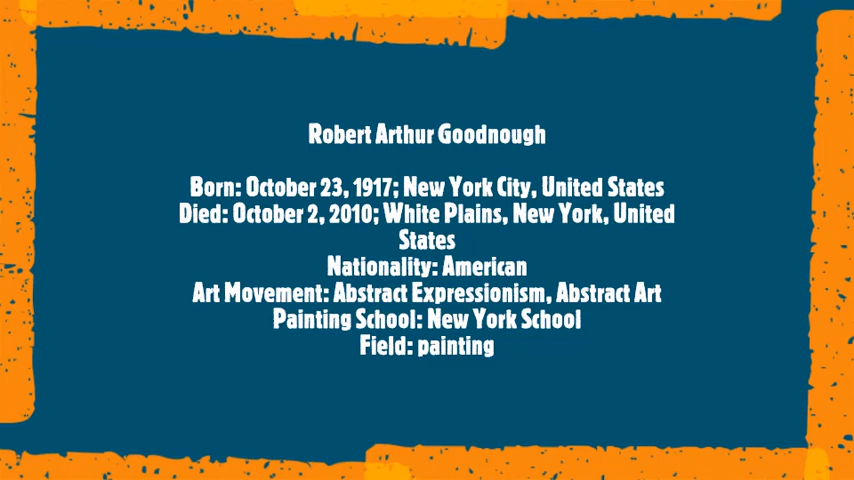 Robert Arthur Goodnough
Born: October 23, 1917; New York City, United States
Died: October 2, 2010; White Plains, New York, United
States
Nationality: American
Art Movement: Abstract Expressionism, Abstract Art
Painting School: New York School
Field: painting